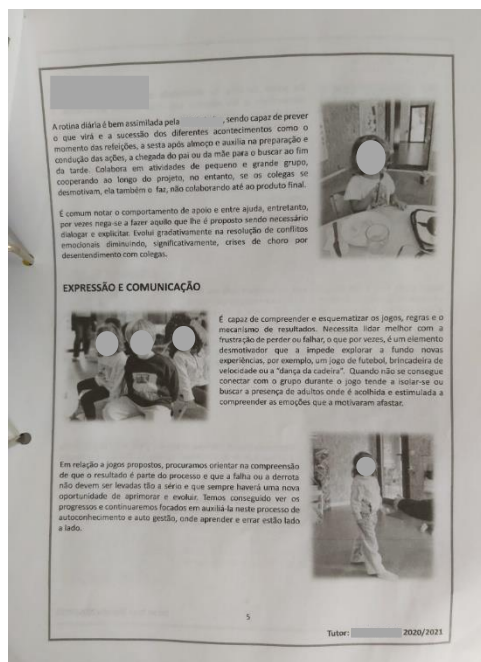 A rotina diária é bem assimilada pela , sendo capaz de prever
o que virá e a sucessão dos diferentes acontecimentos como o
momento das refeições, a sesta após almoço e auxilia na preparação e
condução das ações, a chegada do pai ou da mãe para o buscar ao fim
da tarde. Colabora em atividades de pequeno e grande grupo,
cooperando ao longo do projeto, no entanto, se os colegas se
desmotivam, ela também o faz, não colaborando até ao produto final.
É comum notar o comportamento de apoio e entre ajuda, entretanto,
por vezes nega-se a fazer aquilo que lhe é proposto sendo necessário
dialogar e explicitar. Evolui gradativamente na resolução de conflitos
emocionais diminuindo, significativamente, crises de choro por
desentendimento com colegas.
EXPRESSÃO E COMUNICAÇÃO
É capaz de compreender e esquematizar os jogos, regras e o
mecanismo de resultados. Necessita lidar melhor com a
frustração de perder ou falhar, o que por vezes, é um elemento
desmotivador que a impede explorar a fundo novas
experiências, por exemplo, um jogo de futebol, brincadeira de
velocidade ou a "dança da cadeira". Quando não se consegue
conectar com o grupo durante o jogo tende a isolar-se ou
buscar a presença de adultos onde é acolhida e estimulada a
compreender as emoções que a motivaram afastar.
Em relação a jogos propostos, procuramos orientar na compreensão
de que o resultado é parte do processo e que a falha ou a derrota
não devem ser levadas tão a sério e que sempre haverá uma nova
oportunidade de aprimorar e evoluir. Temos conseguido ver os
progressos e continuaremos focados em auxiliá-la neste processo de
autoconhecimento e auto gestão, onde aprender e errar estão lado
a lado.
5
Tutor: 2020/2021